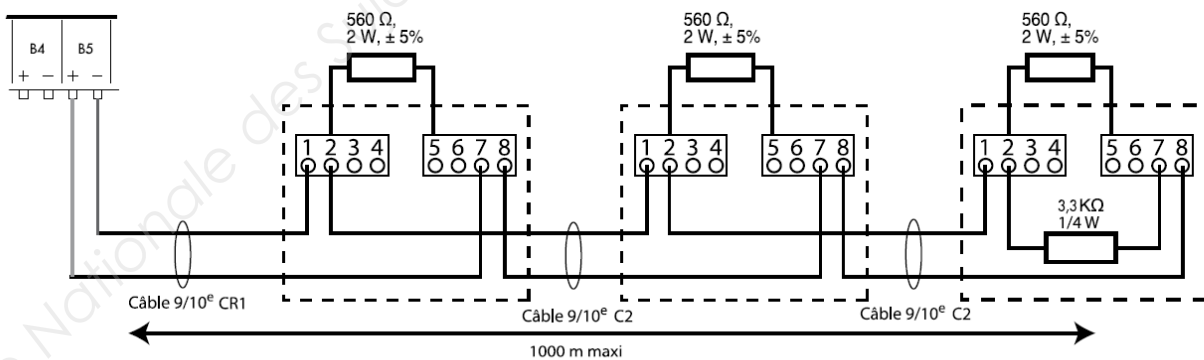 560 Ω,
2 W, ± 5%
560 Ω,
2 W, ± 5%
560 Ω,
2 W, ± 5%
B4 B5
+ − + −
1 2 3 4 5 6 7 8
1 2 3 4 5 6 7 8
1 2 3 4 5 6 7 8
3,3 KΩ
1/4 W
Câble 9/10e CR1
Câble 9/10e C2
Câble 9/10e C2
1000 m maxi
Nationale des